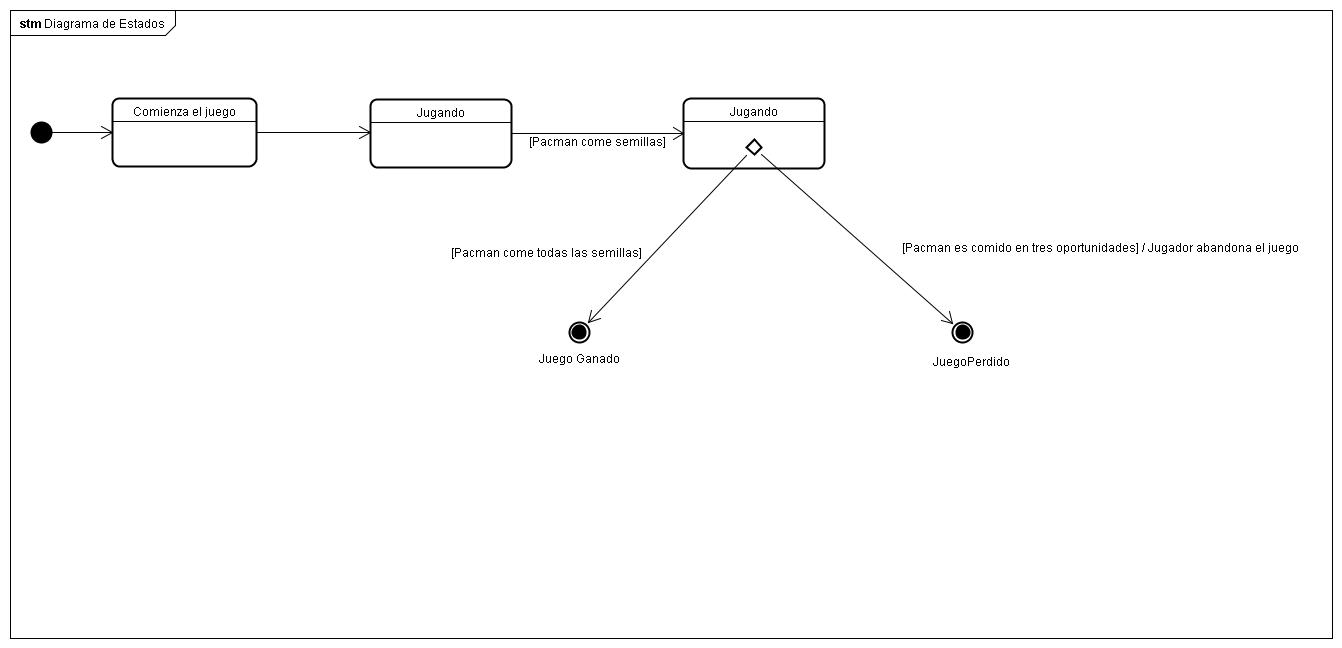 stm Diagrama de Estados
Comienza el juego
Jugando
Jugando
[Pacman come semillas]
[Pacman come todas las semillas]
[Pacman es comido en tres oportunidades] / Jugador abandona el juego
Juego Ganado
JuegoPerdido